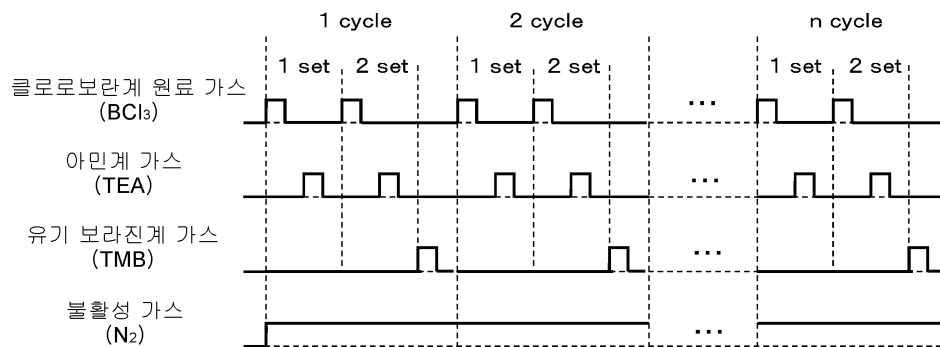 1 cycle 2 cycle n cycle
1 set 2 set 1 set 2 set 1 set 2 set
클로로보란계 원료 가스
(BCl₃)
...
아민계 가스
(TEA)
...
유기 보라진계 가스
(TMB)
...
불활성 가스
(N₂)
...